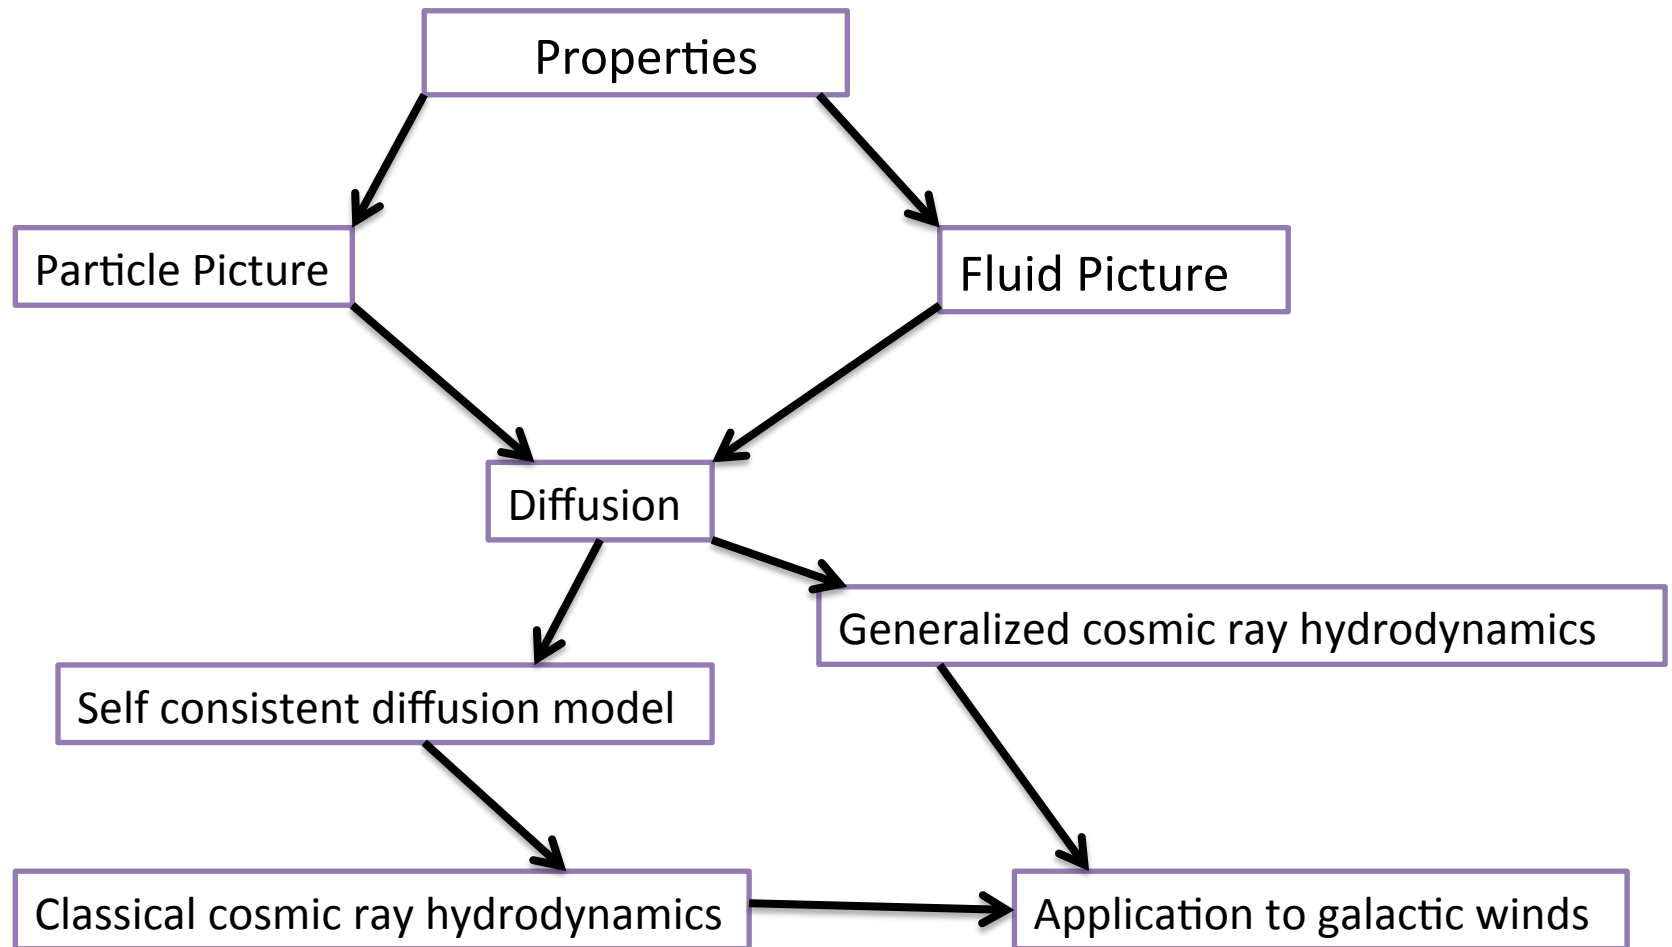 Properties
Particle Picture
Fluid Picture
Diffusion
Generalized cosmic ray hydrodynamics
Self consistent diffusion model
Classical cosmic ray hydrodynamics
Application to galactic winds